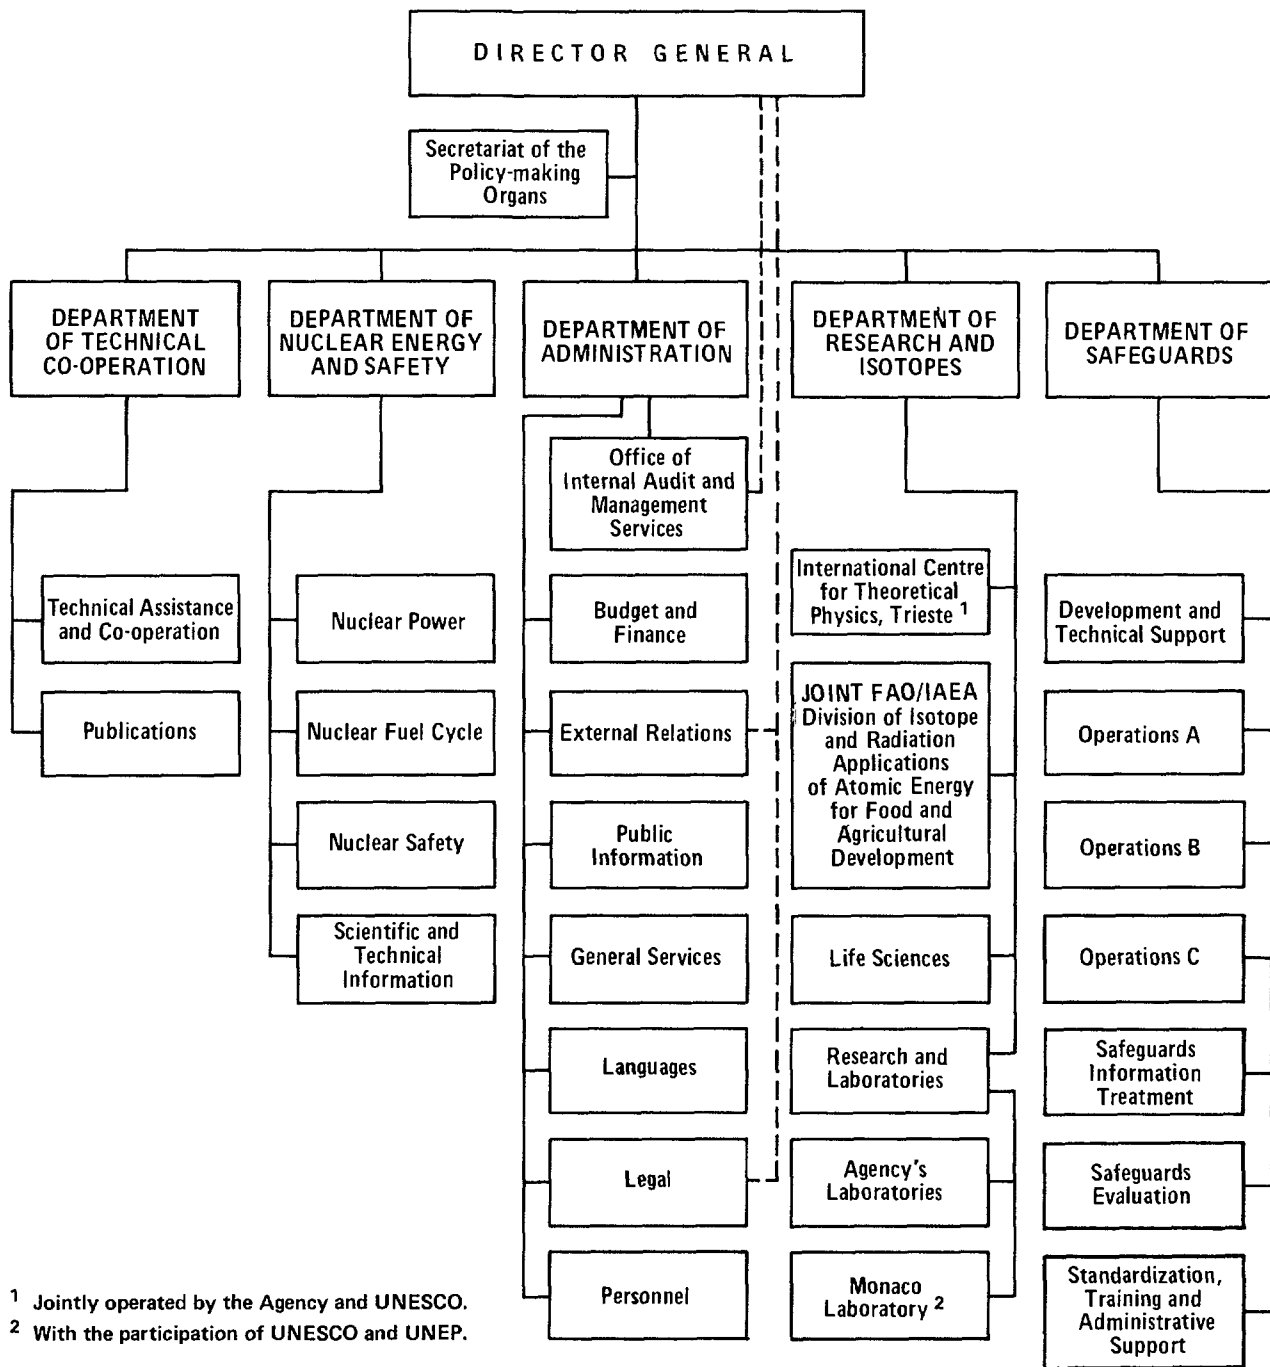 DIRECTOR GENERAL
Secretariat of the
Policy-making
Organs
DEPARTMENT
OF TECHNICAL
CO-OPERATION
DEPARTMENT OF
NUCLEAR ENERGY
AND SAFETY
DEPARTMENT OF
ADMINISTRATION
DEPARTMENT OF
RESEARCH AND
ISOTOPES
DEPARTMENT OF
SAFEGUARDS
Technical Assistance
and Co-operation
Publications
Nuclear Power
Nuclear Fuel Cycle
Nuclear Safety
Scientific and
Technical
Information
Office of
Internal Audit and
Management
Services
Budget and
Finance
External Relations
Public
Information
General Services
Languages
Legal
Personnel
International Centre
for Theoretical
Physics, Trieste 1
JOINT FAO/IAEA
Division of Isotope
and Radiation
Applications
of Atomic Energy
for Food and
Agricultural
Development
Life Sciences
Research and
Laboratories
Agency's
Laboratories
Monaco
Laboratory 2
Development and
Technical Support
Operations A
Operations B
Operations C
Safeguards
Information
Treatment
Safeguards
Evaluation
Standardization,
Training and
Administrative
Support
1 Jointly operated by the Agency and UNESCO.
2 With the participation of UNESCO and UNEP.